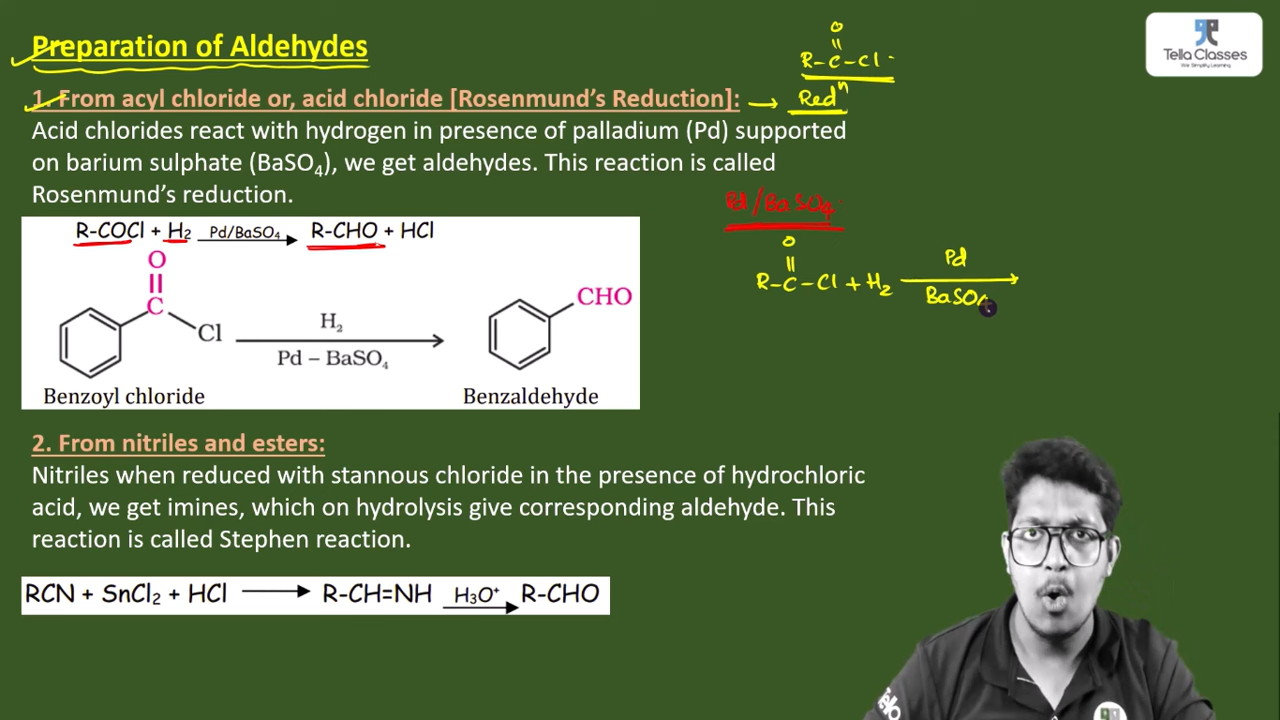 Preparation of Aldehydes
O
||
R-C-Cl
1. From acyl chloride or, acid chloride [Rosenmund's Reduction]: → Redⁿ
Acid chlorides react with hydrogen in presence of palladium (Pd) supported
on barium sulphate (BaSO₄), we get aldehydes. This reaction is called
Rosenmund's reduction.
R-COCl + H₂ Pd/BaSO₄ → R-CHO + HCl
O
||
C
Cl
H₂
Pd – BaSO₄
CHO
Benzoyl chloride
Benzaldehyde
Pd/BaSO₄
O
||
R-C-Cl + H₂ → Pd
BaSO₄
2. From nitriles and esters:
Nitriles when reduced with stannous chloride in the presence of hydrochloric
acid, we get imines, which on hydrolysis give corresponding aldehyde. This
reaction is called Stephen reaction.
RCN + SnCl₂ + HCl → R-CH=NH H₃O⁺ → R-CHO
Tella Classes
We Simplify Learning